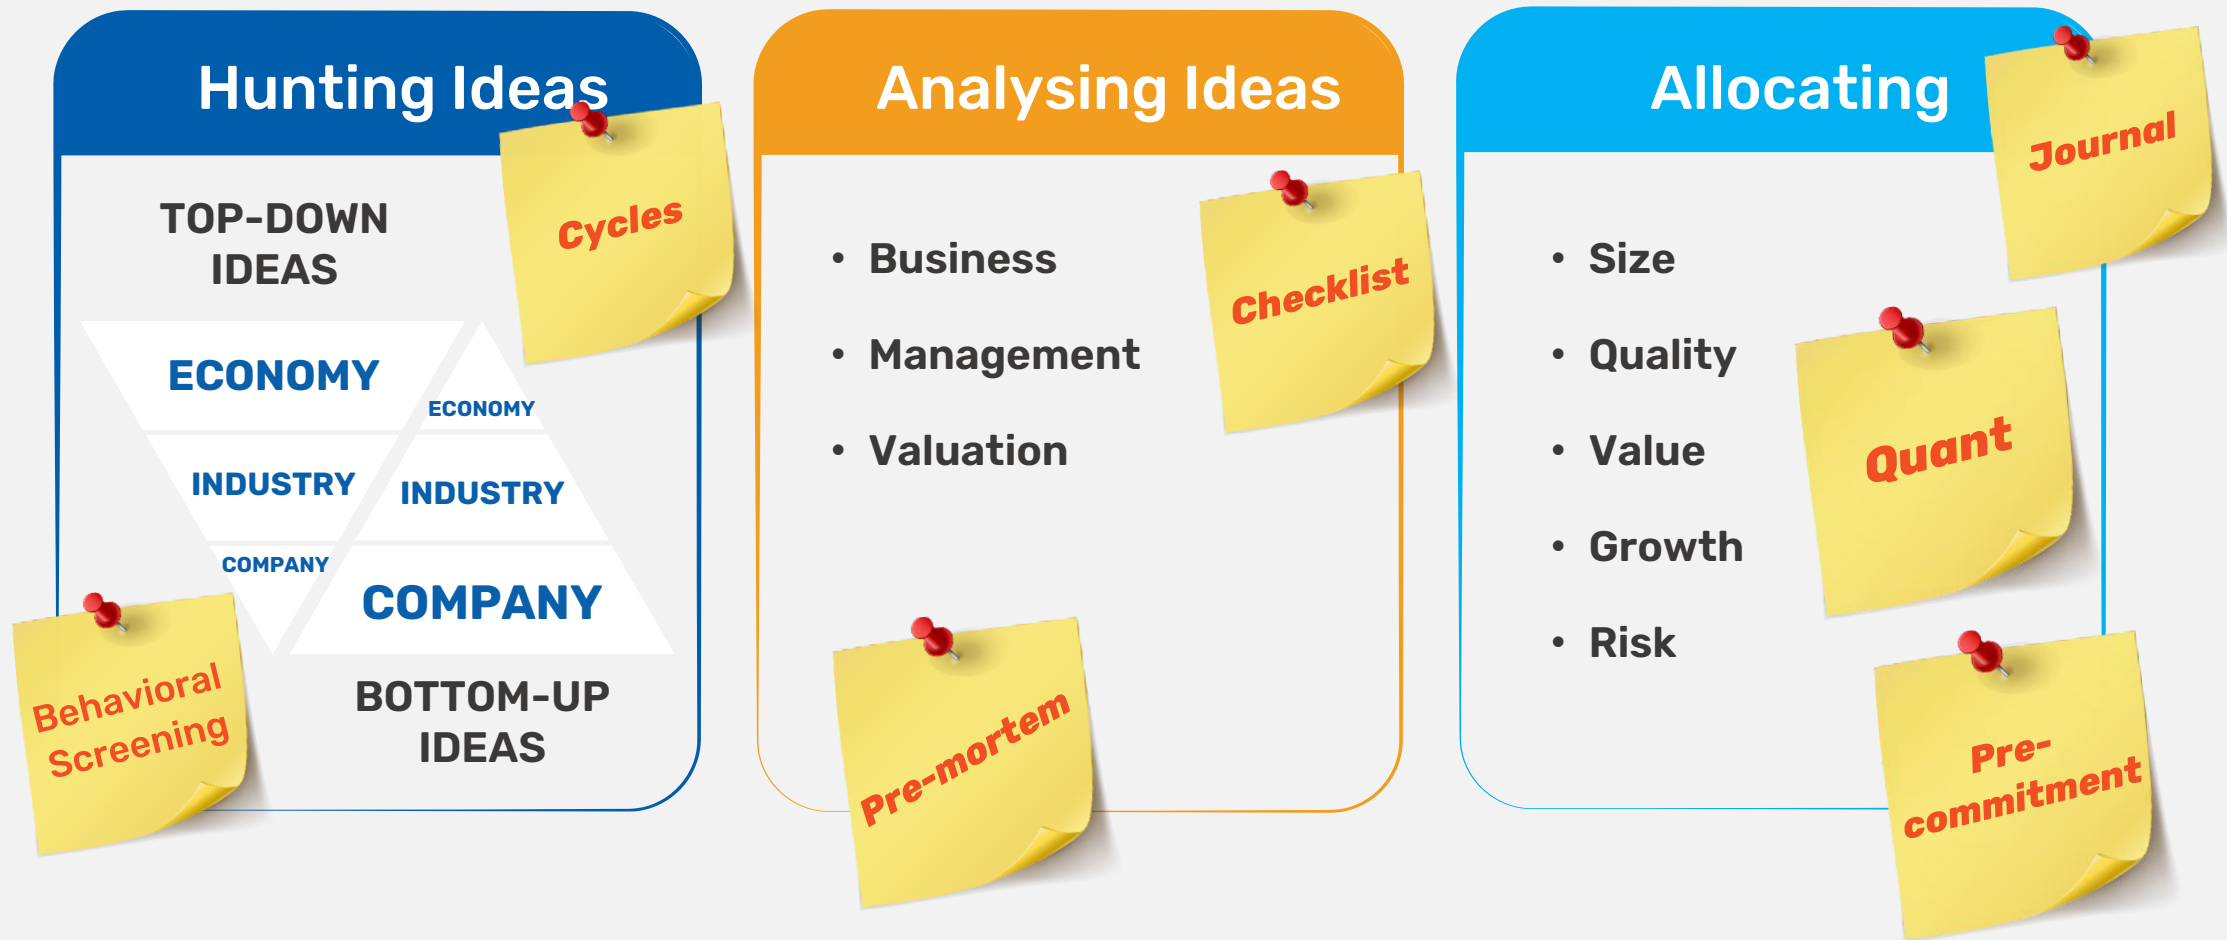 Hunting Ideas
Cycles
TOP-DOWN
IDEAS
ECONOMY
INDUSTRY
COMPANY
ECONOMY
INDUSTRY
COMPANY
BOTTOM-UP
IDEAS
Behavioral
Screening
Analysing Ideas
Checklist
• Business
• Management
• Valuation
Pre-mortem
Allocating
Journal
• Size
• Quality
• Value
• Growth
• Risk
Quant
Pre-
commitment